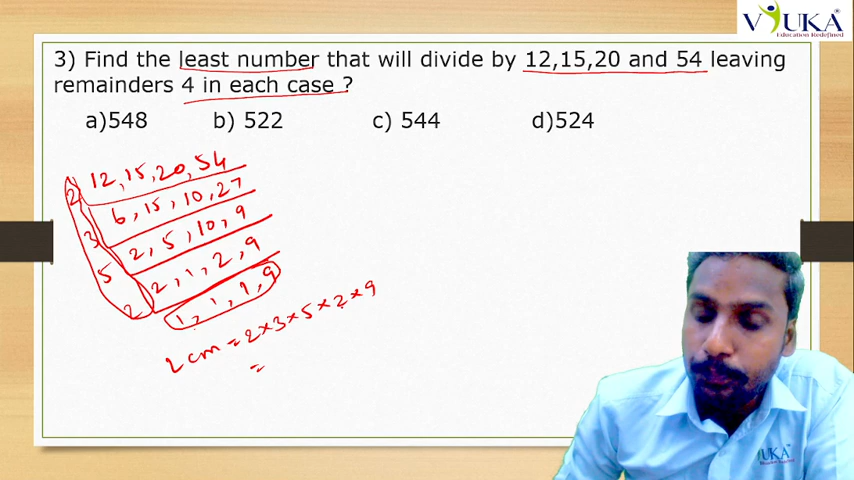 VJUKA
Education Redefined
3) Find the least number that will divide by 12,15,20 and 54 leaving
remainders 4 in each case ?
a)548 b) 522 c) 544 d)524
2 12, 15, 20, 54
3 6, 15, 10, 27
5 2, 5, 10, 9
2 2, 1, 2, 9
1, 1, 1, 9
Lcm = 2×3×5×2×9
=
UKA